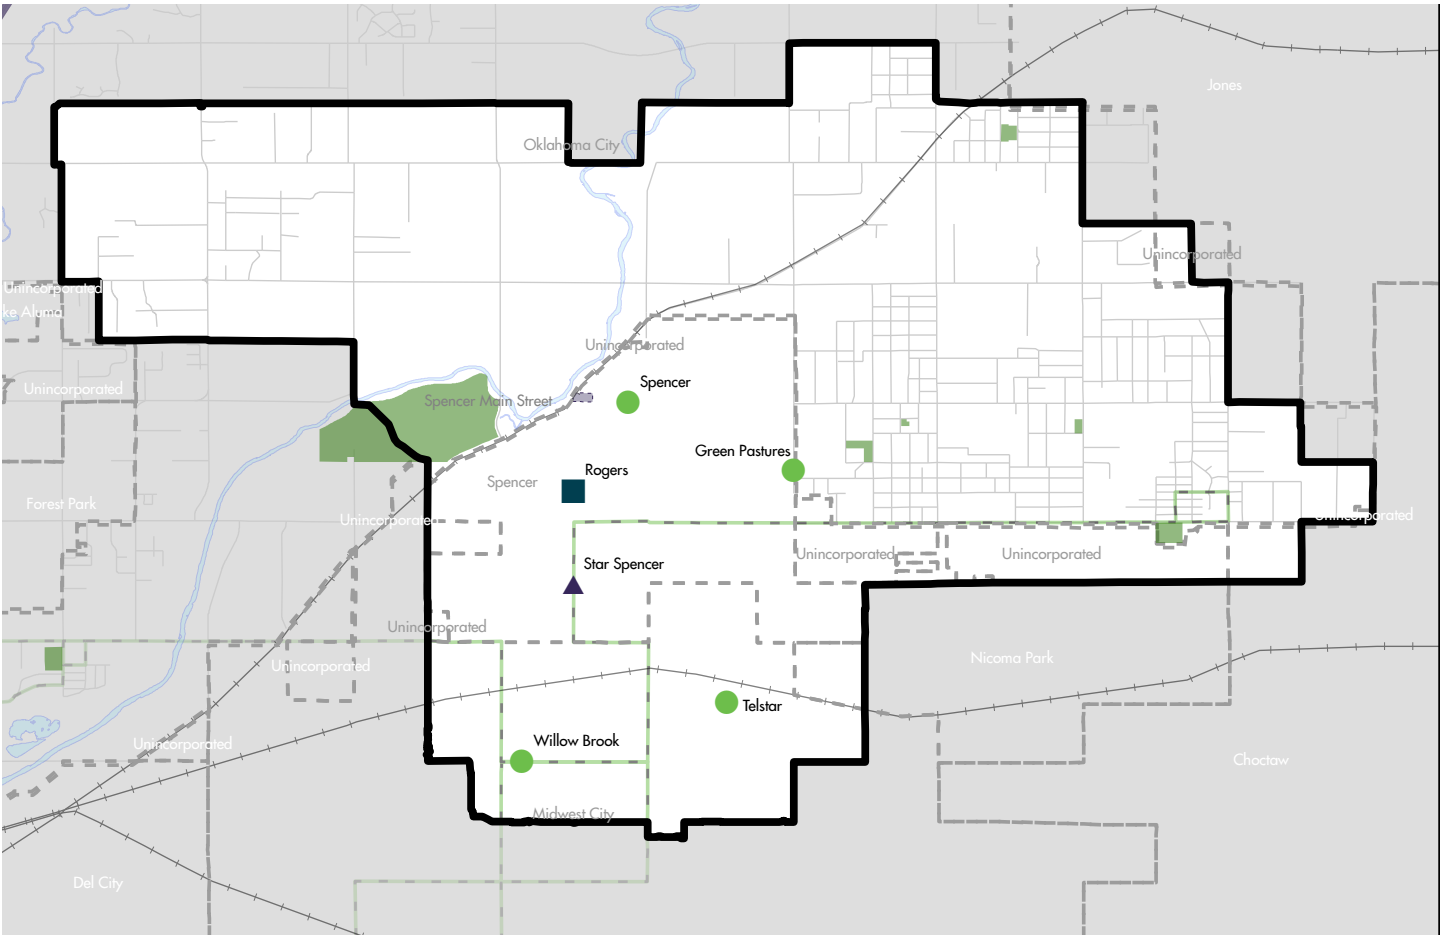 Jones
Oklahoma City
Unincorporated
Unincorporated
ke Aluma
Unincorporated
Unincorporated
Spencer
Spencer Main Street
Green Pastures
Rogers
Spencer
Forest Park
Unincorporated
Unincorporated
Unincorporated
Unincorporated
Star Spencer
Unincorporated
Nicoma Park
Unincorporated
Telstar
Willow Brook
Unincorporated
Choctaw
Midwest City
Del City